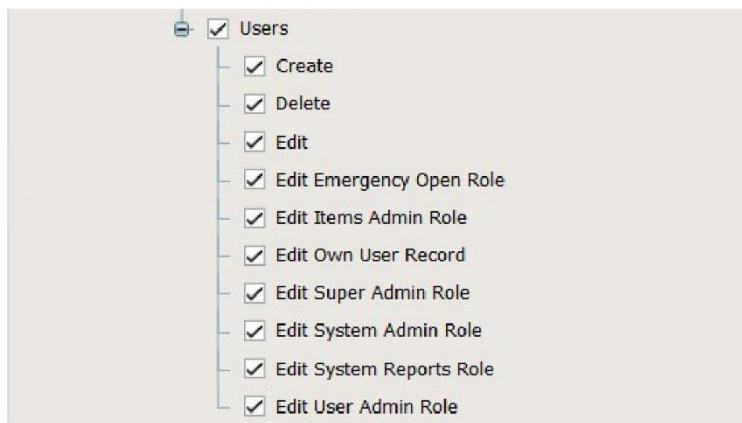 Users
Create
Delete
Edit
Edit Emergency Open Role
Edit Items Admin Role
Edit Own User Record
Edit Super Admin Role
Edit System Admin Role
Edit System Reports Role
Edit User Admin Role